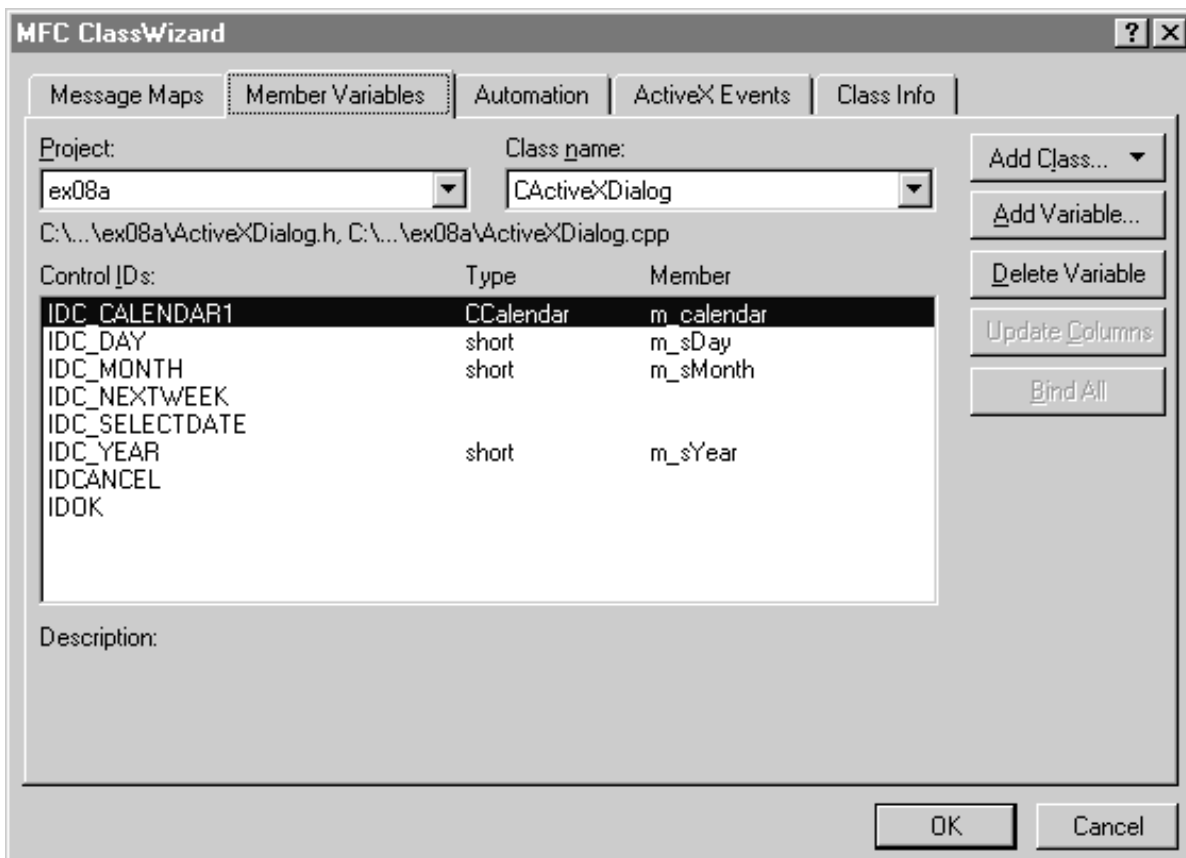 MFC ClassWizard
Message Maps Member Variables Automation ActiveX Events Class Info
Project: Class name: Add Class...
ex08a CActiveXDialog
Add Variable...
C:\...\ex08a\ActiveXDialog.h, C:\...\ex08a\ActiveXDialog.cpp
Control IDs: Type Member Delete Variable
IDC_CALENDAR1 CCalendar m_calendar
IDC_DAY short m_sDay Update Columns
IDC_MONTH short m_sMonth
IDC_NEXTWEEK Bind All
IDC_SELECTDATE
IDC_YEAR short m_sYear
IDCANCEL
IDOK
Description:
OK Cancel